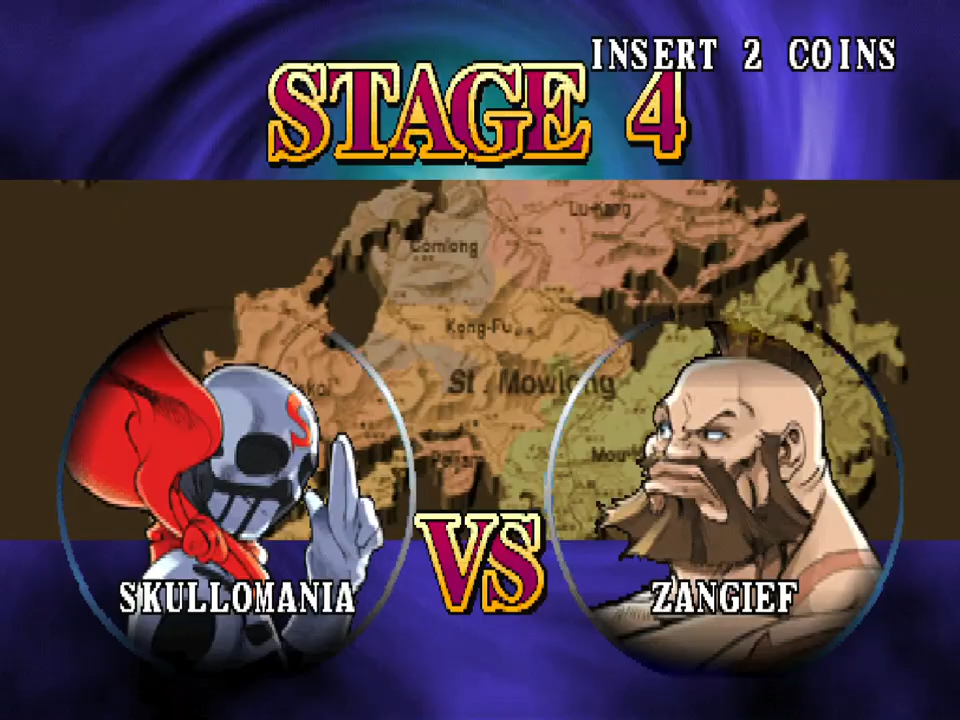 INSERT 2 COINS
STAGE 4
Lu-Kang
Comlong
Kong-Fu
St. Mowlong
S
VS
SKULLOMANIA
ZANGIEF